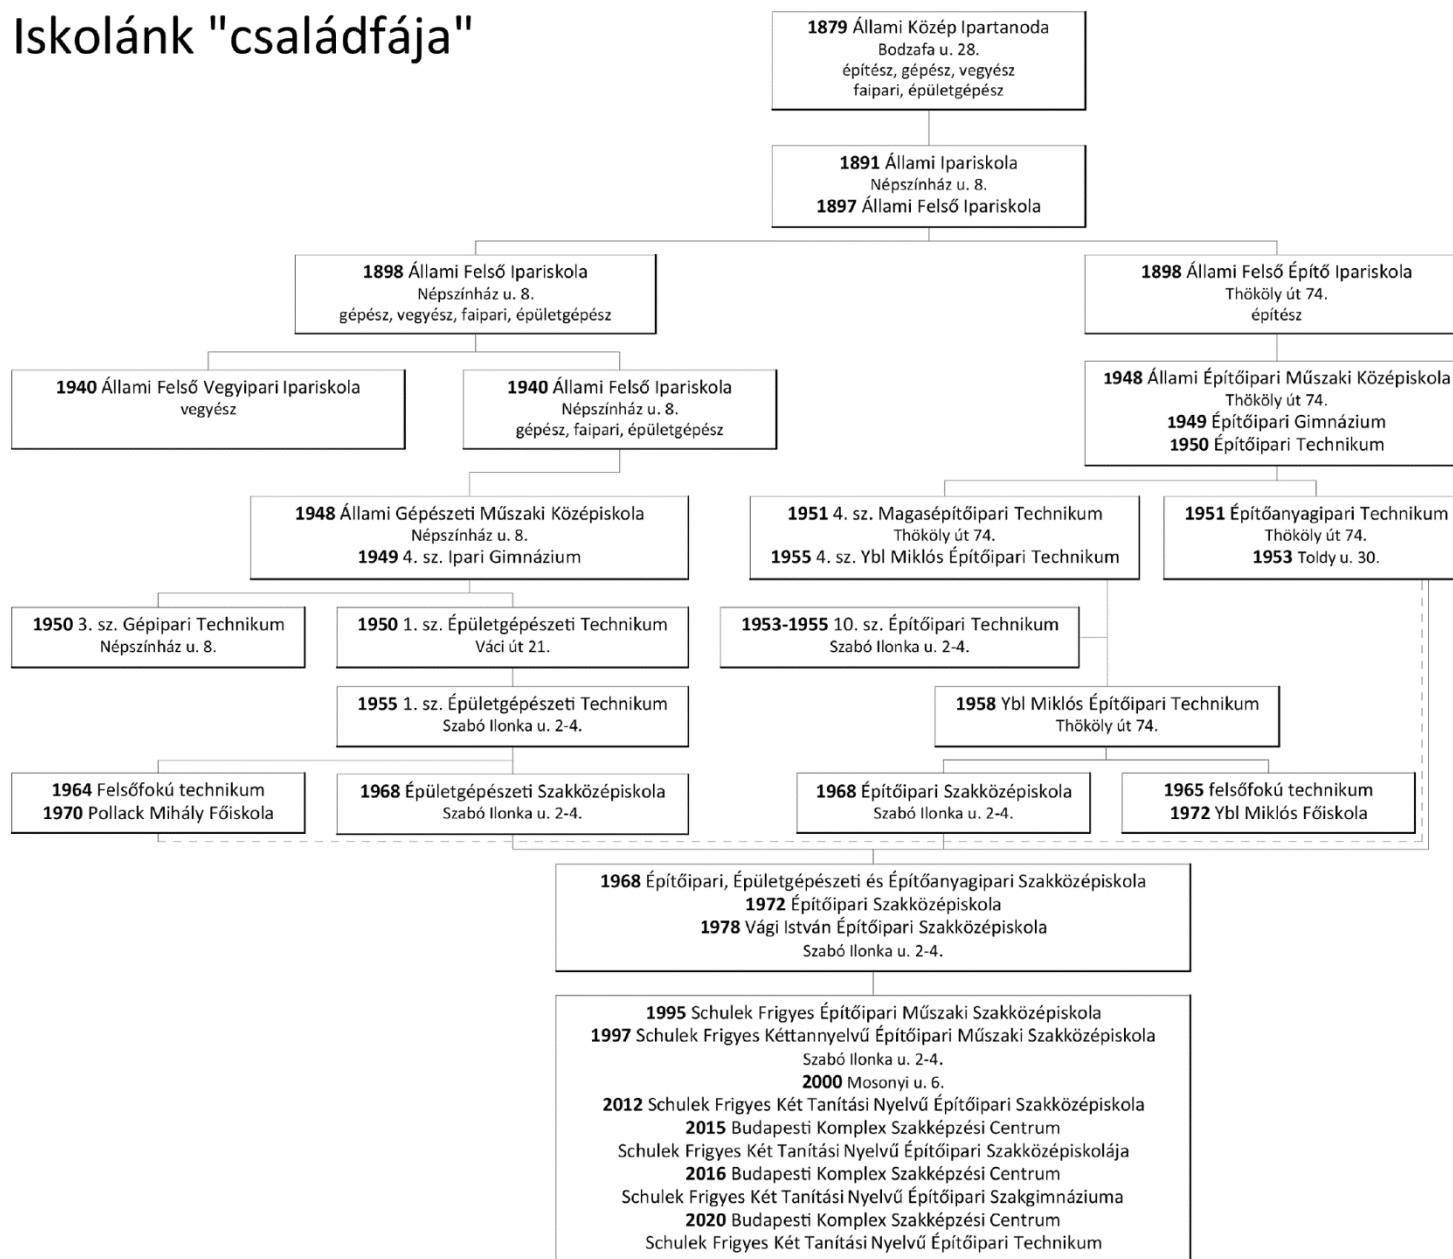 Iskolánk "családfája"
1879 Állami Közép Ipartanoda
Bodzafa u. 28.
építész, gépész, vegyész
faipari, épületgépész
1891 Állami Ipariskola
Népszínház u. 8.
1897 Állami Felső Ipariskola
1898 Állami Felső Ipariskola
Népszínház u. 8.
gépész, vegyész, faipari, épületgépész
1898 Állami Felső Építő Ipariskola
Thököly út 74.
építész
1940 Állami Felső Vegyipari Ipariskola
vegyész
1940 Állami Felső Ipariskola
Népszínház u. 8.
gépész, faipari, épületgépész
1948 Állami Építőipari Műszaki Középiskola
Thököly út 74.
1949 Építőipari Gimnázium
1950 Építőipari Technikum
1948 Állami Gépészeti Műszaki Középiskola
Népszínház u. 8.
1949 4. sz. Ipari Gimnázium
1951 4. sz. Magasépítőipari Technikum
Thököly út 74.
1955 4. sz. Ybl Miklós Építőipari Technikum
1951 Építőanyagipari Technikum
Thököly út 74.
1953 Toldy u. 30.
1950 3. sz. Gépipari Technikum
Népszínház u. 8.
1950 1. sz. Épületgépészeti Technikum
Váci út 21.
1953-1955 10. sz. Építőipari Technikum
Szabó Ilonka u. 2-4.
1955 1. sz. Épületgépészeti Technikum
Szabó Ilonka u. 2-4.
1958 Ybl Miklós Építőipari Technikum
Thököly út 74.
1964 Felsőfokú technikum
1970 Pollack Mihály Főiskola
1968 Épületgépészeti Szakközépiskola
Szabó Ilonka u. 2-4.
1968 Építőipari Szakközépiskola
Szabó Ilonka u. 2-4.
1965 felsőfokú technikum
1972 Ybl Miklós Főiskola
1968 Építőipari, Épületgépészeti és Építőanyagipari Szakközépiskola
1972 Építőipari Szakközépiskola
1978 Vági István Építőipari Szakközépiskola
Szabó Ilonka u. 2-4.
1995 Schulek Frigyes Építőipari Műszaki Szakközépiskola
1997 Schulek Frigyes Kéttannyelvű Építőipari Műszaki Szakközépiskola
Szabó Ilonka u. 2-4.
2000 Mosonyi u. 6.
2012 Schulek Frigyes Két Tanítási Nyelvű Építőipari Szakközépiskola
2015 Budapesti Komplex Szakképzési Centrum
Schulek Frigyes Két Tanítási Nyelvű Építőipari Szakközépiskolája
2016 Budapesti Komplex Szakképzési Centrum
Schulek Frigyes Két Tanítási Nyelvű Építőipari Szakgimnáziuma
2020 Budapesti Komplex Szakképzési Centrum
Schulek Frigyes Két Tanítási Nyelvű Építőipari Technikum